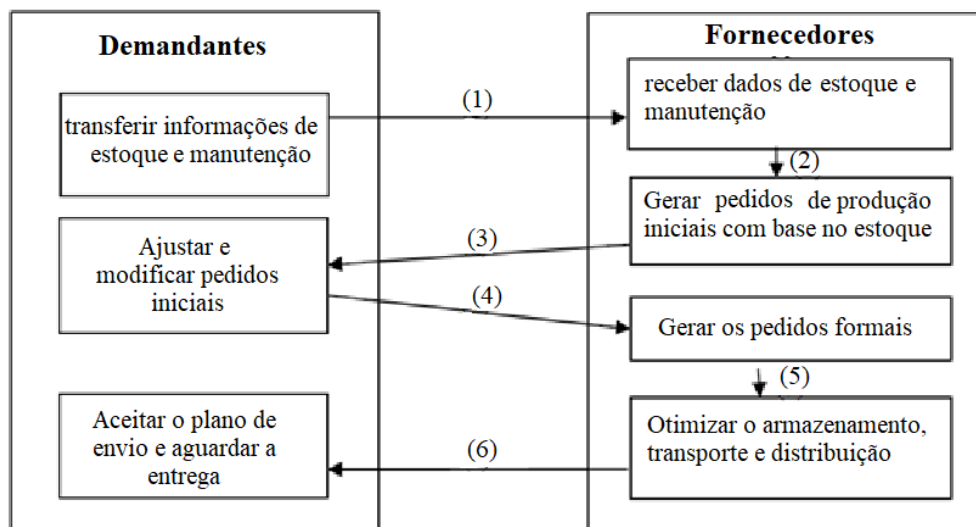 Demandantes
transferir informações de
estoque e manutenção
Ajustar e
modificar pedidos
iniciais
Aceitar o plano de
envio e aguardar a
entrega
(1)
(3)
(4)
(6)
Fornecedores
receber dados de estoque e
manutenção
(2)
Gerar pedidos de produção
iniciais com base no estoque
Gerar os pedidos formais
(5)
Otimizar o armazenamento,
transporte e distribuição